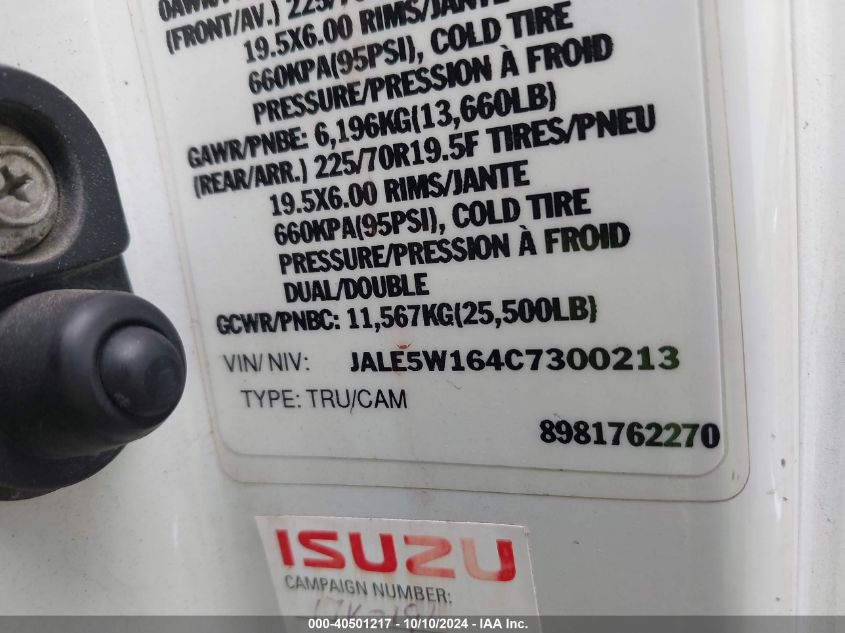 (FRONT/AV.) 225/70
19.5X6.00 RIMS/JANTE
660KPA(95PSI), COLD TIRE
PRESSURE/PRESSION À FROID
GAWR/PNBE: 6,196KG(13,660LB)
(REAR/ARR.) 225/70R19.5F TIRES/PNEU
19.5X6.00 RIMS/JANTE
660KPA(95PSI), COLD TIRE
PRESSURE/PRESSION À FROID
DUAL/DOUBLE
GCWR/PNBC: 11,567KG(25,500LB)
VIN/ NIV: JALE5W164C7300213
TYPE: TRU/CAM
8981762270
ISUZU
CAMPAIGN NUMBER:
000-40501217 - 10/10/2024 - IAA Inc.